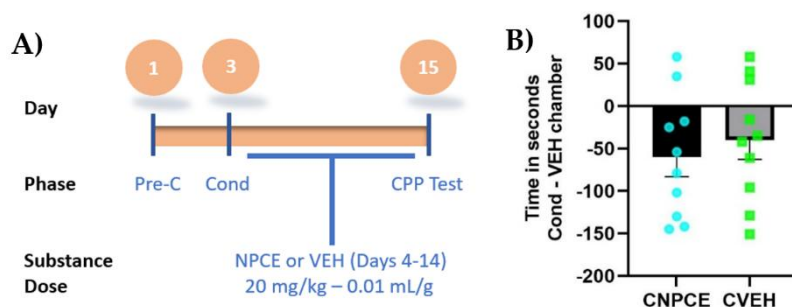 A)
1 3 15
Day
Phase Pre-C Cond CPP Test
Substance NPCE or VEH (Days 4-14)
Dose 20 mg/kg – 0.01 mL/g
B)
Time in seconds
Cond - VEH chamber
100
50
0
-50
-100
-150
-200
CNPCE CVEH